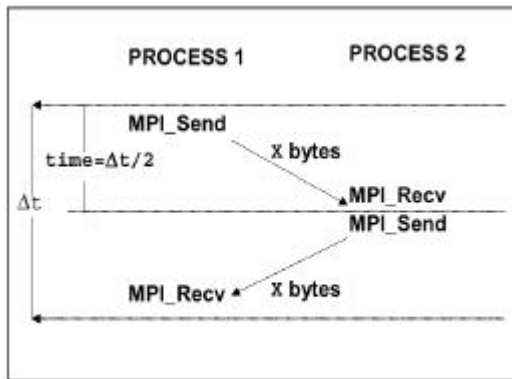 PROCESS 1 PROCESS 2
MPI_Send
time=Δt/2
X bytes
Δt
MPI_Recv
MPI_Send
MPI_Recv
X bytes